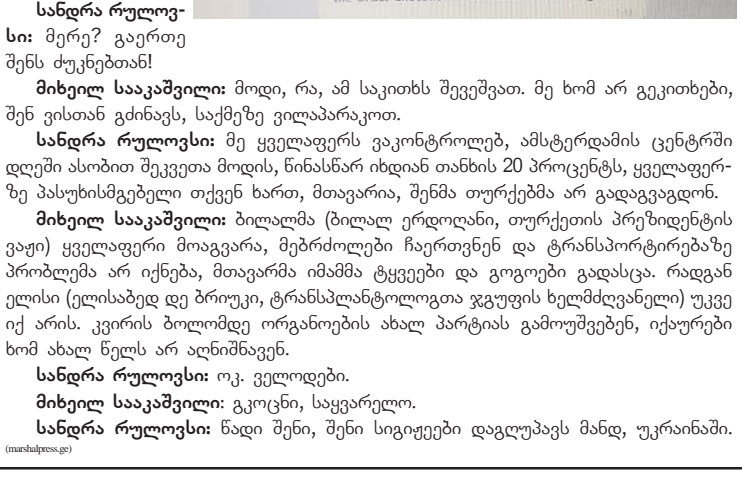 სანდრა რულოვ-
სი: მერე? გაერთე
შენს ძუკნებთან!
მიხეილ სააკაშვილი: მოდი, რა, ამ საკითხს შევეშვათ. მე ხომ არ გეკითხები,
შენ ვისთან გძინავს, საქმეზე ვილაპარაკოთ.
სანდრა რულოვსი: მე ყველაფერს ვაკონტროლებ, ამსტერდამის ცენტრში
დღეში ასობით შეკვეთა მოდის, წინასწარ იხდიან თანხის 20 პროცენტს, ყველაფერ-
ზე პასუხისმგებელი თქვენ ხართ, მთავარია, შენმა თურქებმა არ გადაგვაგდონ.
მიხეილ სააკაშვილი: ბილალმა (ბილალ ერდოღანი, თურქეთის პრეზიდენტის
ვაჟი) ყველაფერი მოაგვარა, მებრძოლები ჩაერთვნენ და ტრანსპორტირებაზე
პრობლემა არ იქნება, მთავარმა იმამმა ტყვეები და გოგოები გადასცა. რადგან
ელისი (ელისაბედ დე ბრიუკი, ტრანსპლანტოლოგთა ჯგუფის ხელმძღვანელი) უკვე
იქ არის. კვირის ბოლომდე ორგანოების ახალ პარტიას გამოუშვებენ, იქაურები
ხომ ახალ წელს არ აღნიშნავენ.
სანდრა რულოვსი: ოკ. ველოდები.
მიხეილ სააკაშვილი: გკოცნი, საყვარელო.
სანდრა რულოვსი: წადი შენი, შენი სიგიჟეები დაგღუპავს მანდ, უკრაინაში.
(marshalpress.ge)